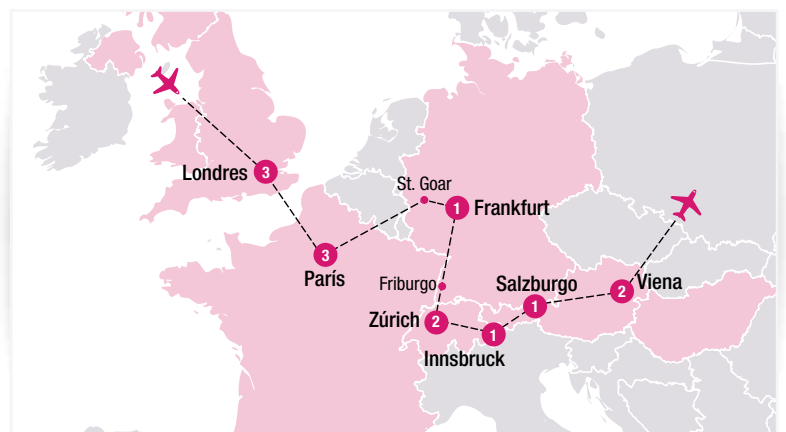 Londres
3
3
París
St. Goar
1
Frankfurt
Friburgo
Zúrich
2
1
Innsbruck
Salzburgo
1
2
Viena